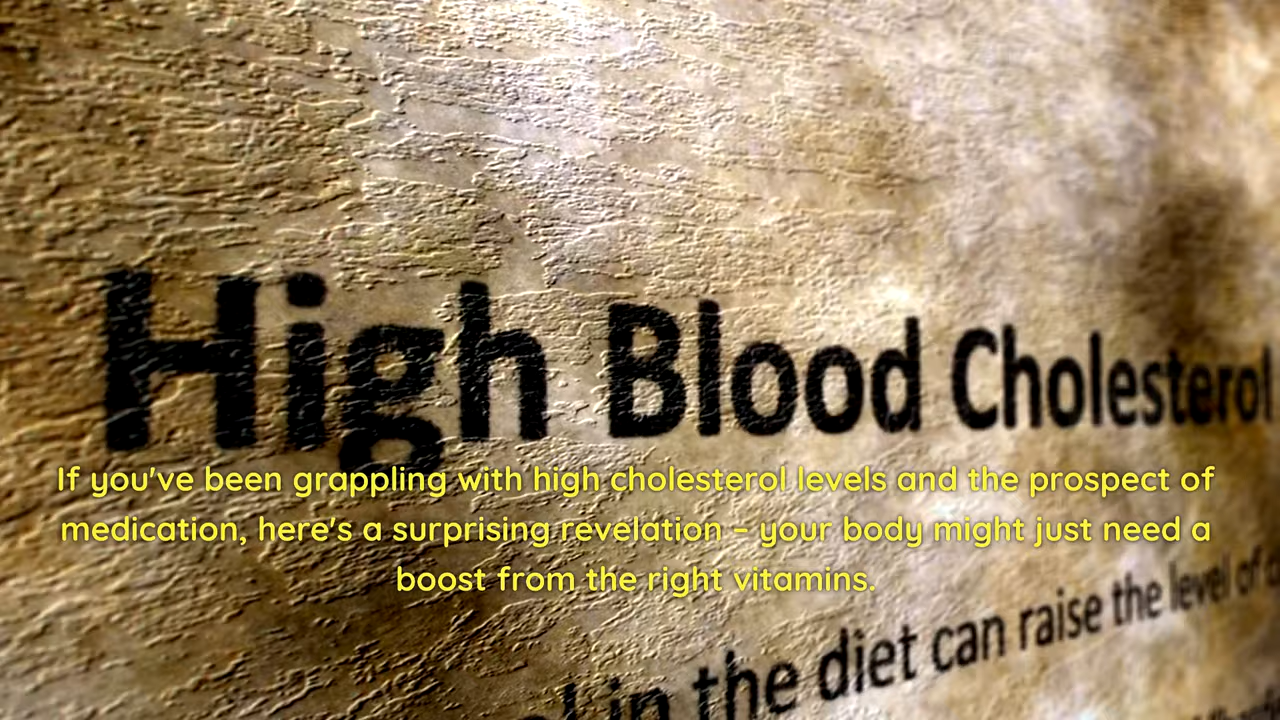 High Blood Cholesterol
If you've been grappling with high cholesterol levels and the prospect of
medication, here's a surprising revelation – your body might just need a
boost from the right vitamins.
in the diet can raise the level of